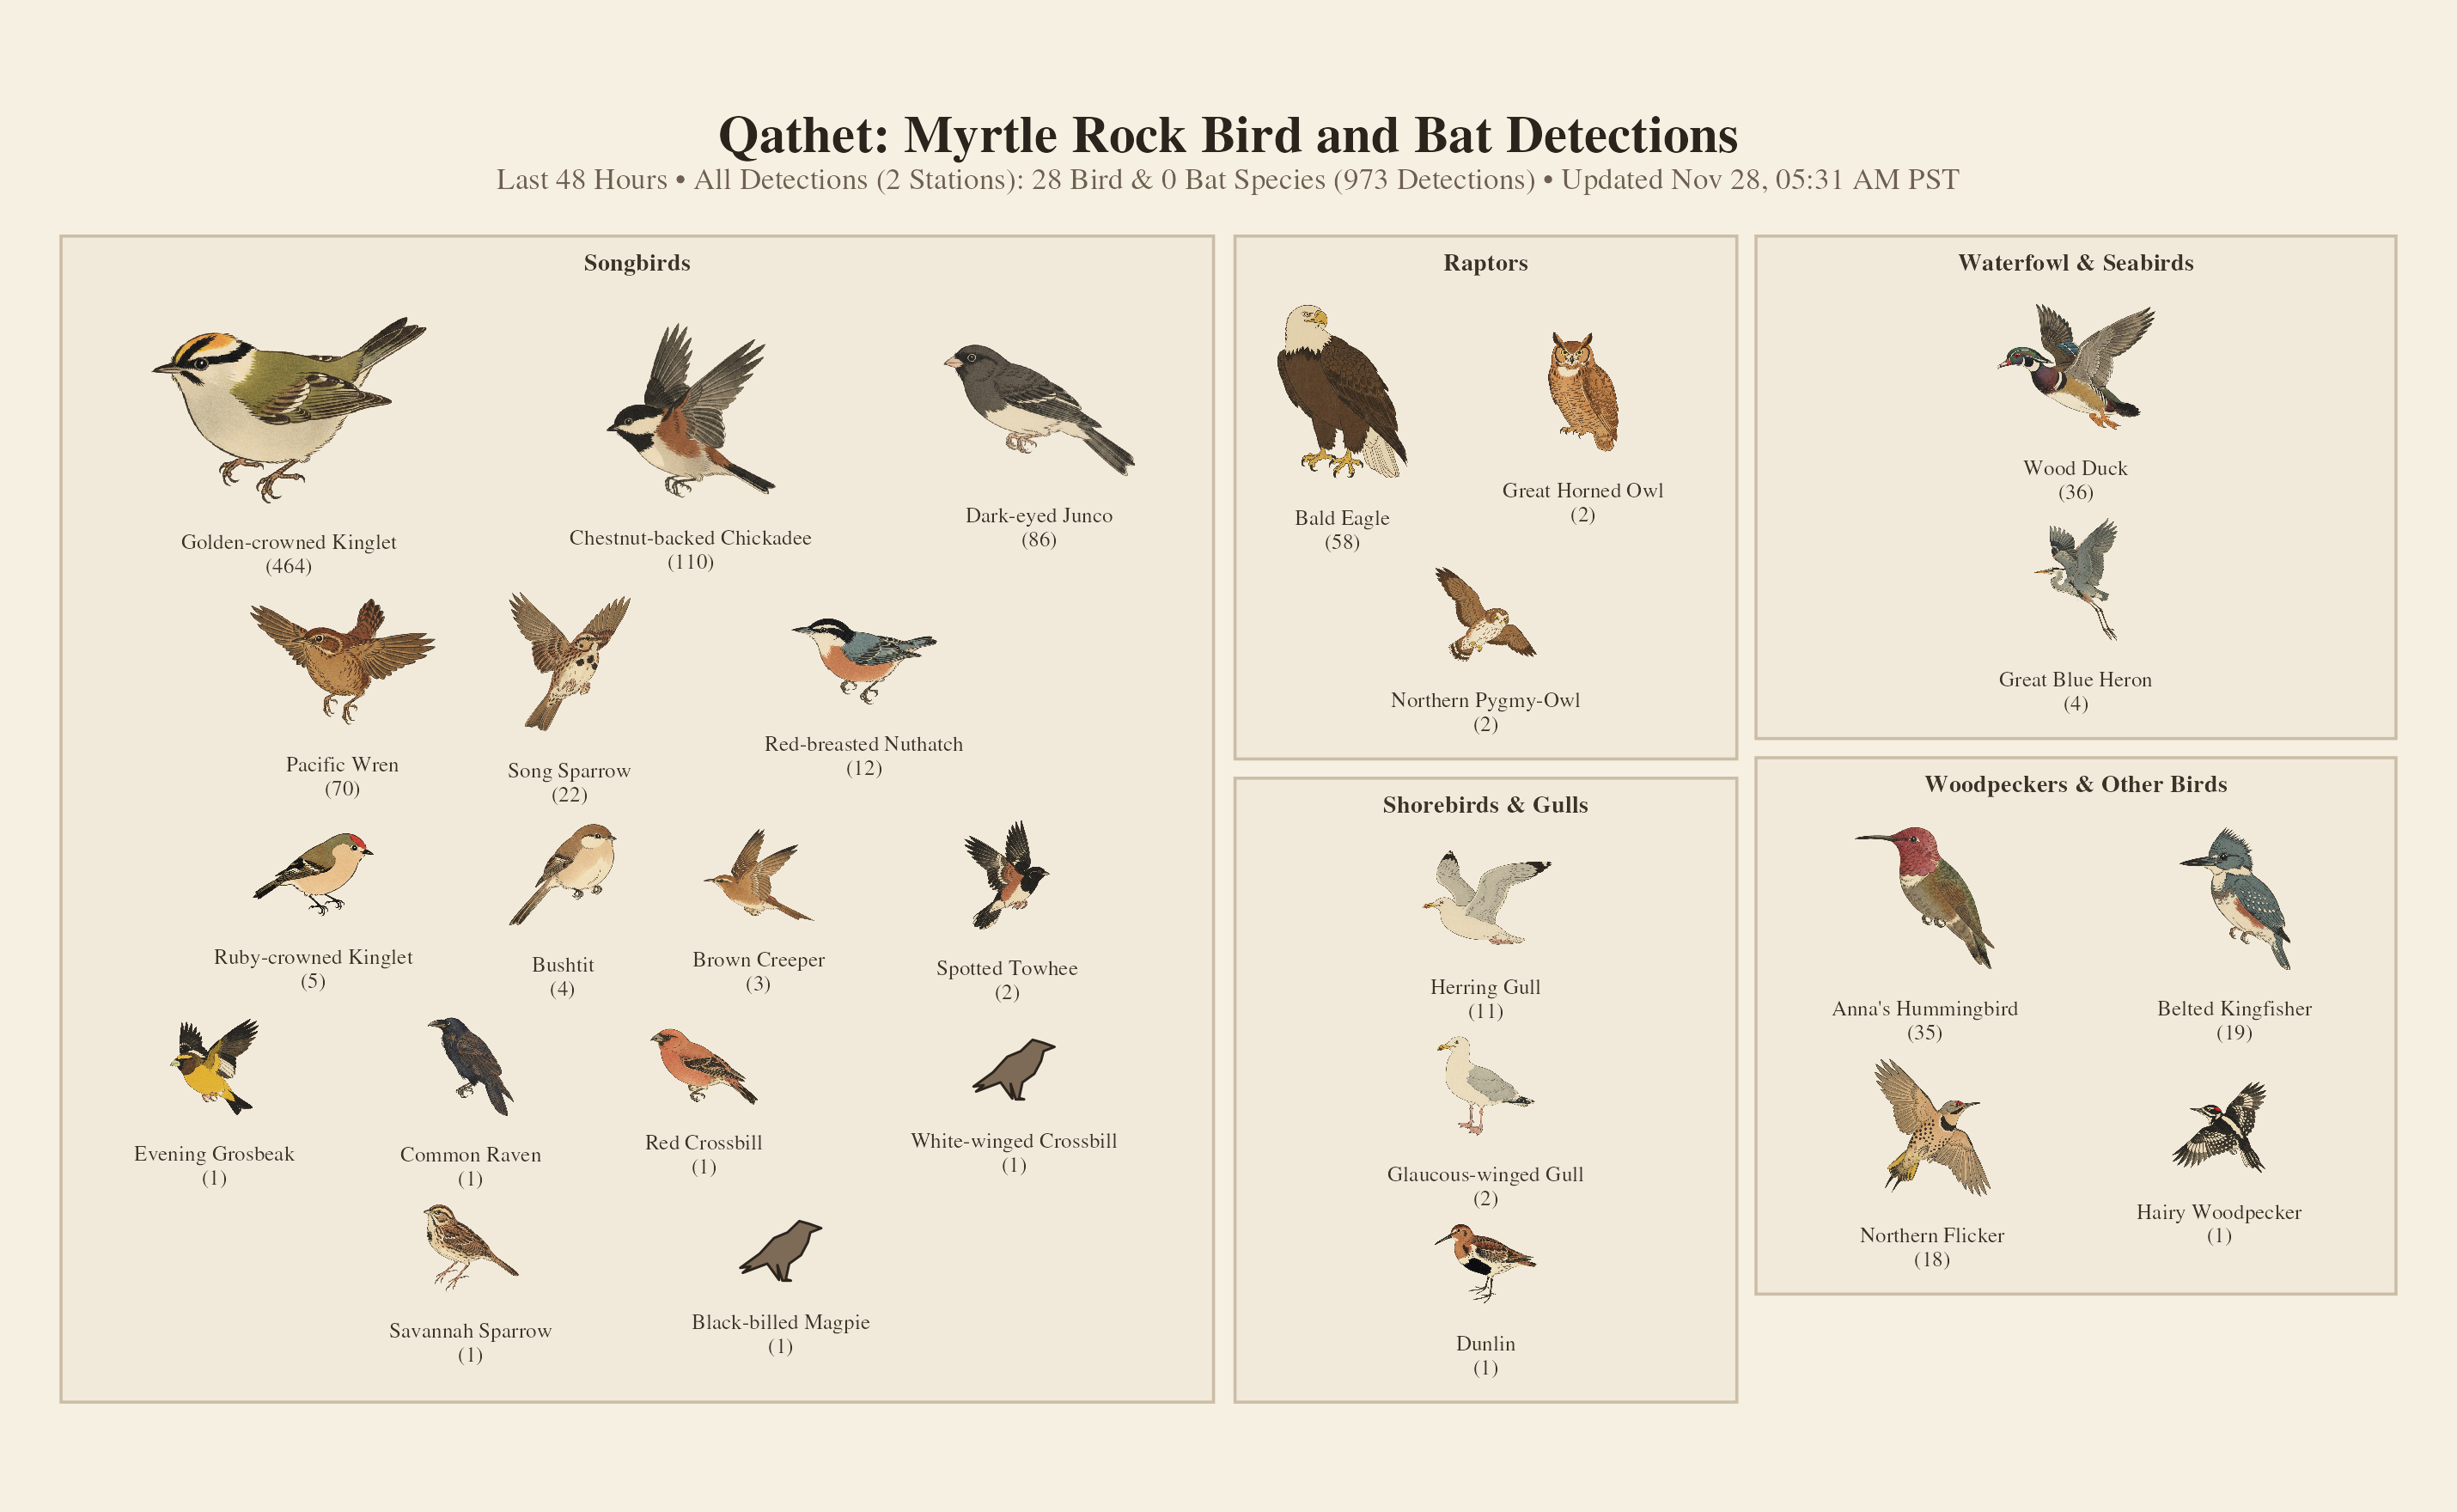 Qathet: Myrtle Rock Bird and Bat Detections
Last 48 Hours • All Detections (2 Stations): 28 Bird & 0 Bat Species (973 Detections) • Updated Nov 28, 05:31 AM PST
Songbirds
Golden-crowned Kinglet
(464)
Chestnut-backed Chickadee
(110)
Dark-eyed Junco
(86)
Pacific Wren
(70)
Song Sparrow
(22)
Red-breasted Nuthatch
(12)
Ruby-crowned Kinglet
(5)
Bushtit
(4)
Brown Creeper
(3)
Spotted Towhee
(2)
Evening Grosbeak
(1)
Common Raven
(1)
Red Crossbill
(1)
White-winged Crossbill
(1)
Savannah Sparrow
(1)
Black-billed Magpie
(1)
Raptors
Bald Eagle
(58)
Great Horned Owl
(2)
Northern Pygmy-Owl
(2)
Shorebirds & Gulls
Herring Gull
(11)
Glaucous-winged Gull
(2)
Dunlin
(1)
Waterfowl & Seabirds
Wood Duck
(36)
Great Blue Heron
(4)
Woodpeckers & Other Birds
Anna's Hummingbird
(35)
Belted Kingfisher
(19)
Northern Flicker
(18)
Hairy Woodpecker
(1)